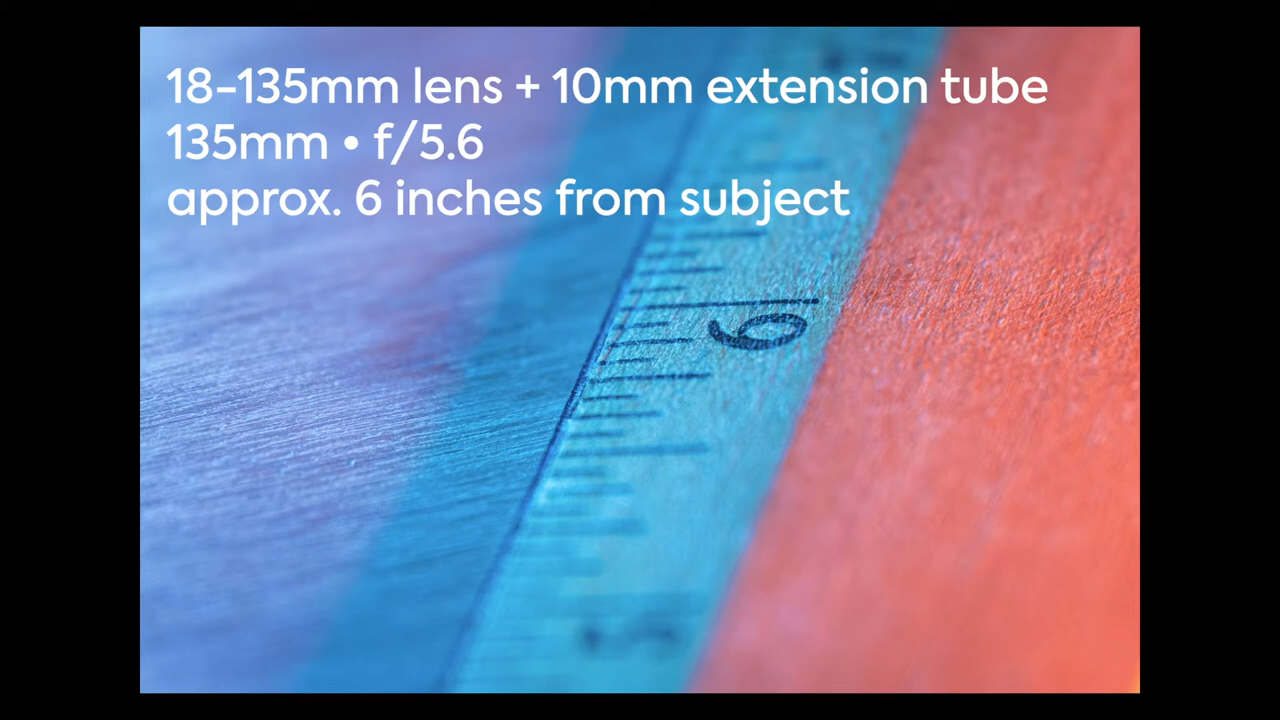 18-135mm lens + 10mm extension tube
135mm • f/5.6
approx. 6 inches from subject
6